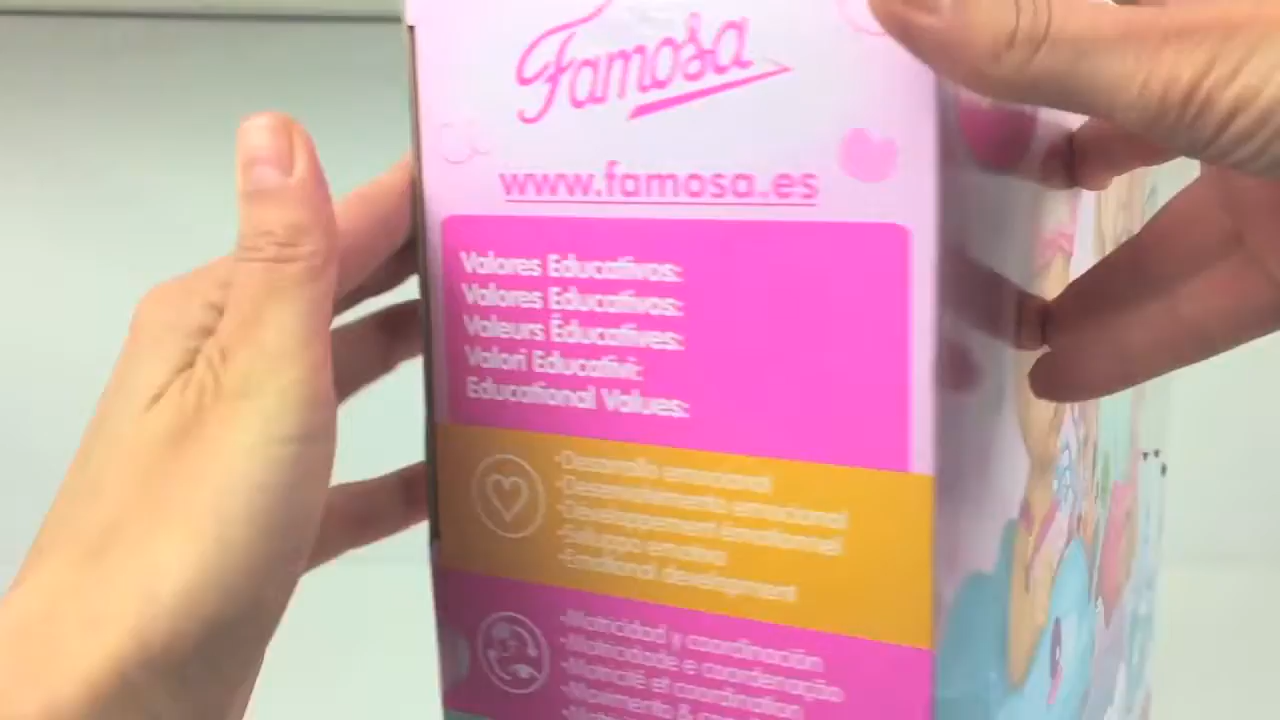 Famosa
www.famosa.es
Valores Educativos:
Valores Educativos:
Valeurs Éducatives:
Valori Educativi:
Educational Values:
-Desarrollo emocional
-Desenvolvimento emocional
-Développement émotionnel
-Sviluppo emotivo
-Emotional development
-Motricidad y coordinación
-Motricidade e coordenação
-Motricité et coordination
-Movimento &